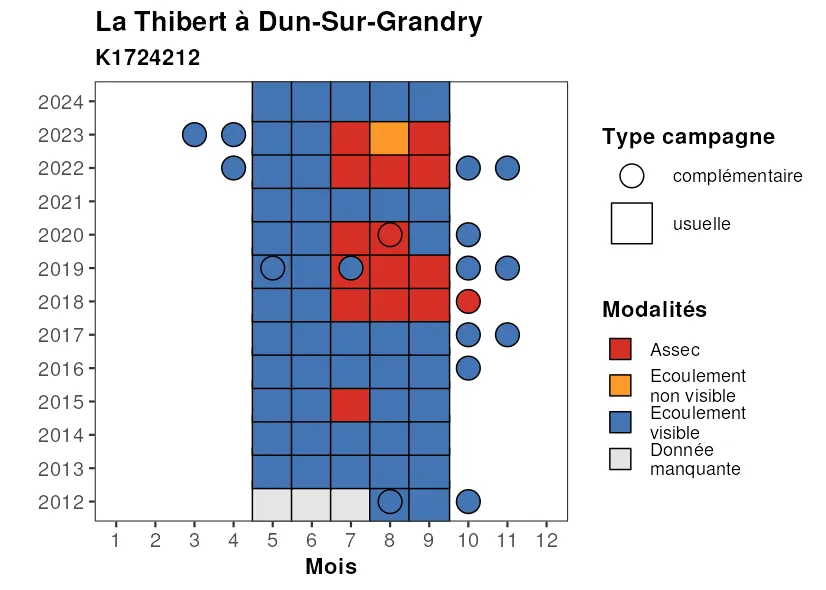 La Thibert à Dun-Sur-Grandry
K1724212
2024
2023
2022
2021
2020
2019
2018
2017
2016
2015
2014
2013
2012
1 2 3 4 5 6 7 8 9 10 11 12
Mois
Type campagne
complémentaire
usuelle
Modalités
Assec
Ecoulement
non visible
Ecoulement
visible
Donnée
manquante